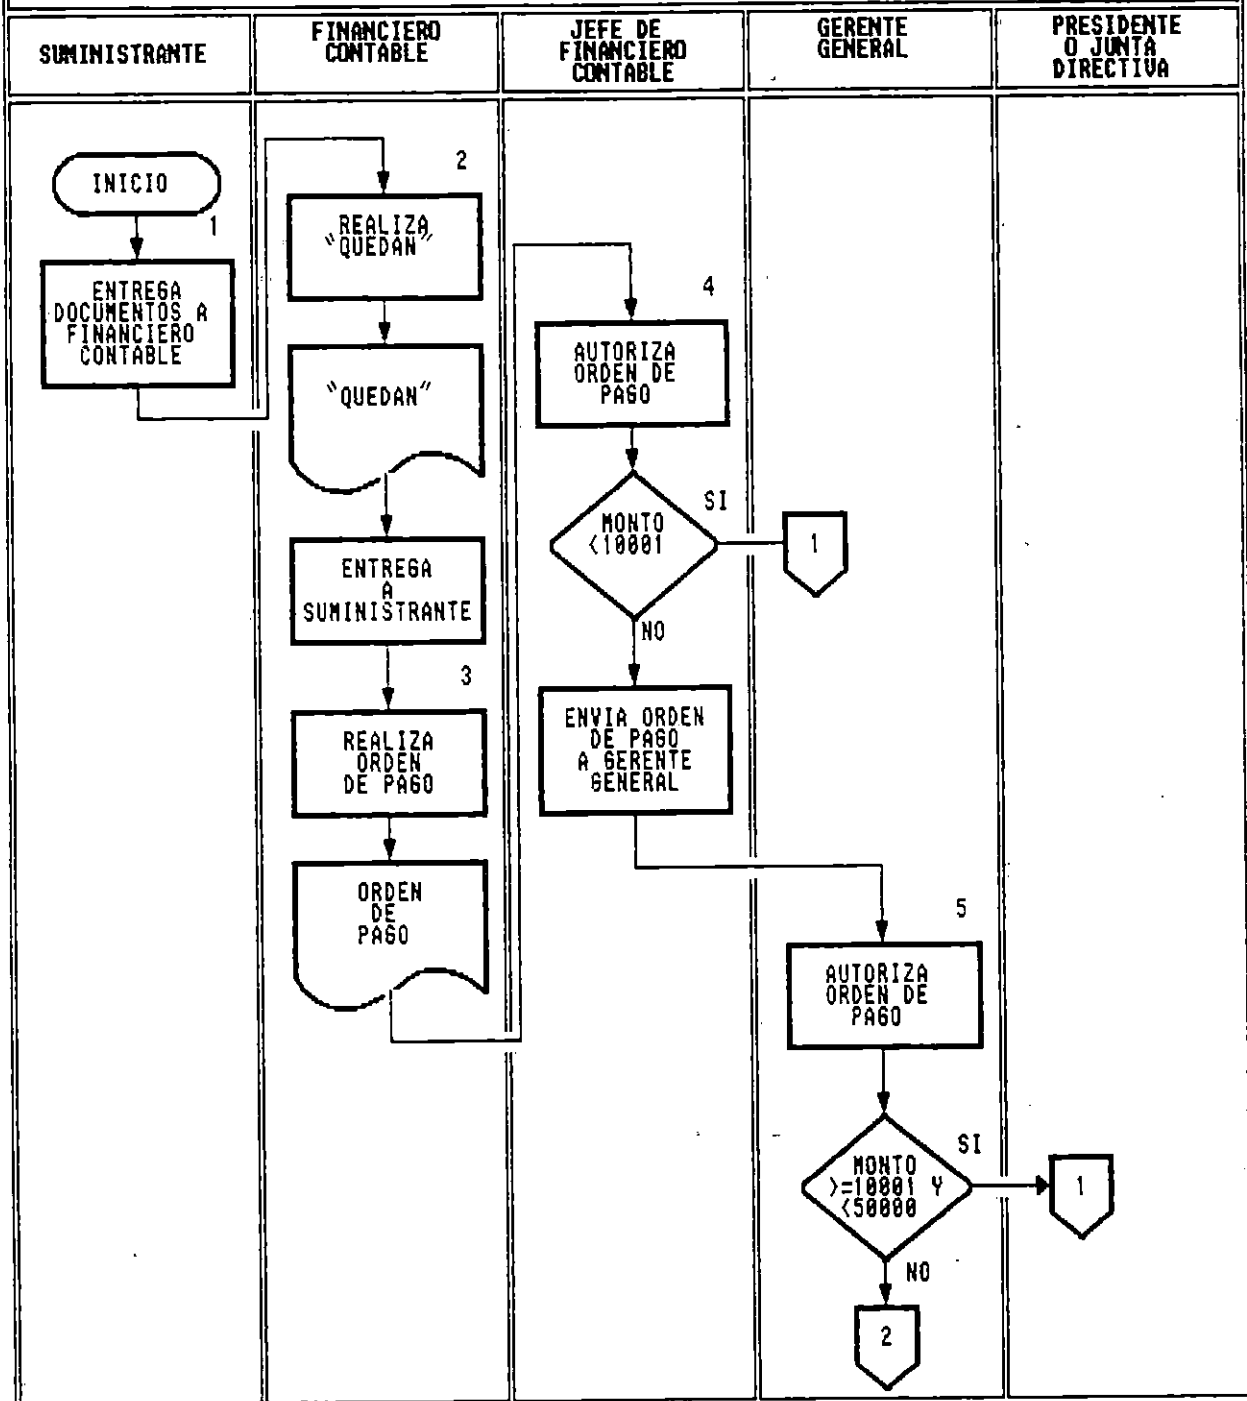 SUMINISTRANTE
FINANCIERO
CONTABLE
JEFE DE
FINANCIERO
CONTABLE
GERENTE
GENERAL
PRESIDENTE
O JUNTA
DIRECTIVA
INICIO
1
ENTREGA
DOCUMENTOS A
FINANCIERO
CONTABLE
2
REALIZA
"QUEDAN"
"QUEDAN"
ENTREGA
A
SUMINISTRANTE
3
REALIZA
ORDEN
DE PAGO
ORDEN
DE
PAGO
4
AUTORIZA
ORDEN DE
PAGO
MONTO
<10001
SI
1
NO
ENVIA ORDEN
DE PAGO
A GERENTE
GENERAL
5
AUTORIZA
ORDEN DE
PAGO
MONTO
>=10001 Y
<50000
SI
1
NO
2